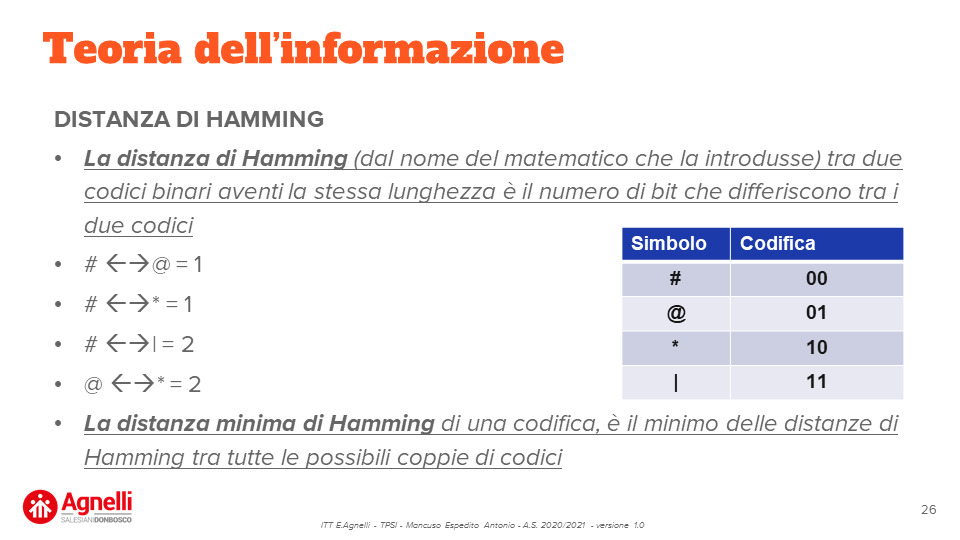 Teoria dell'informazione
DISTANZA DI HAMMING
• La distanza di Hamming (dal nome del matematico che la introdusse) tra due
codici binari aventi la stessa lunghezza è il numero di bit che differiscono tra i
due codici
• # ←→@ = 1
• # ←→* = 1
• # ←→| = 2
• @ ←→* = 2
Simbolo Codifica
# 00
@ 01
* 10
| 11
• La distanza minima di Hamming di una codifica, è il minimo delle distanze di
Hamming tra tutte le possibili coppie di codici
Agnelli
SALESIANI DONBOSCO
ITT E.Agnelli - TPSI - Mancuso Espedito Antonio - A.S. 2020/2021 - versione 1.0
26